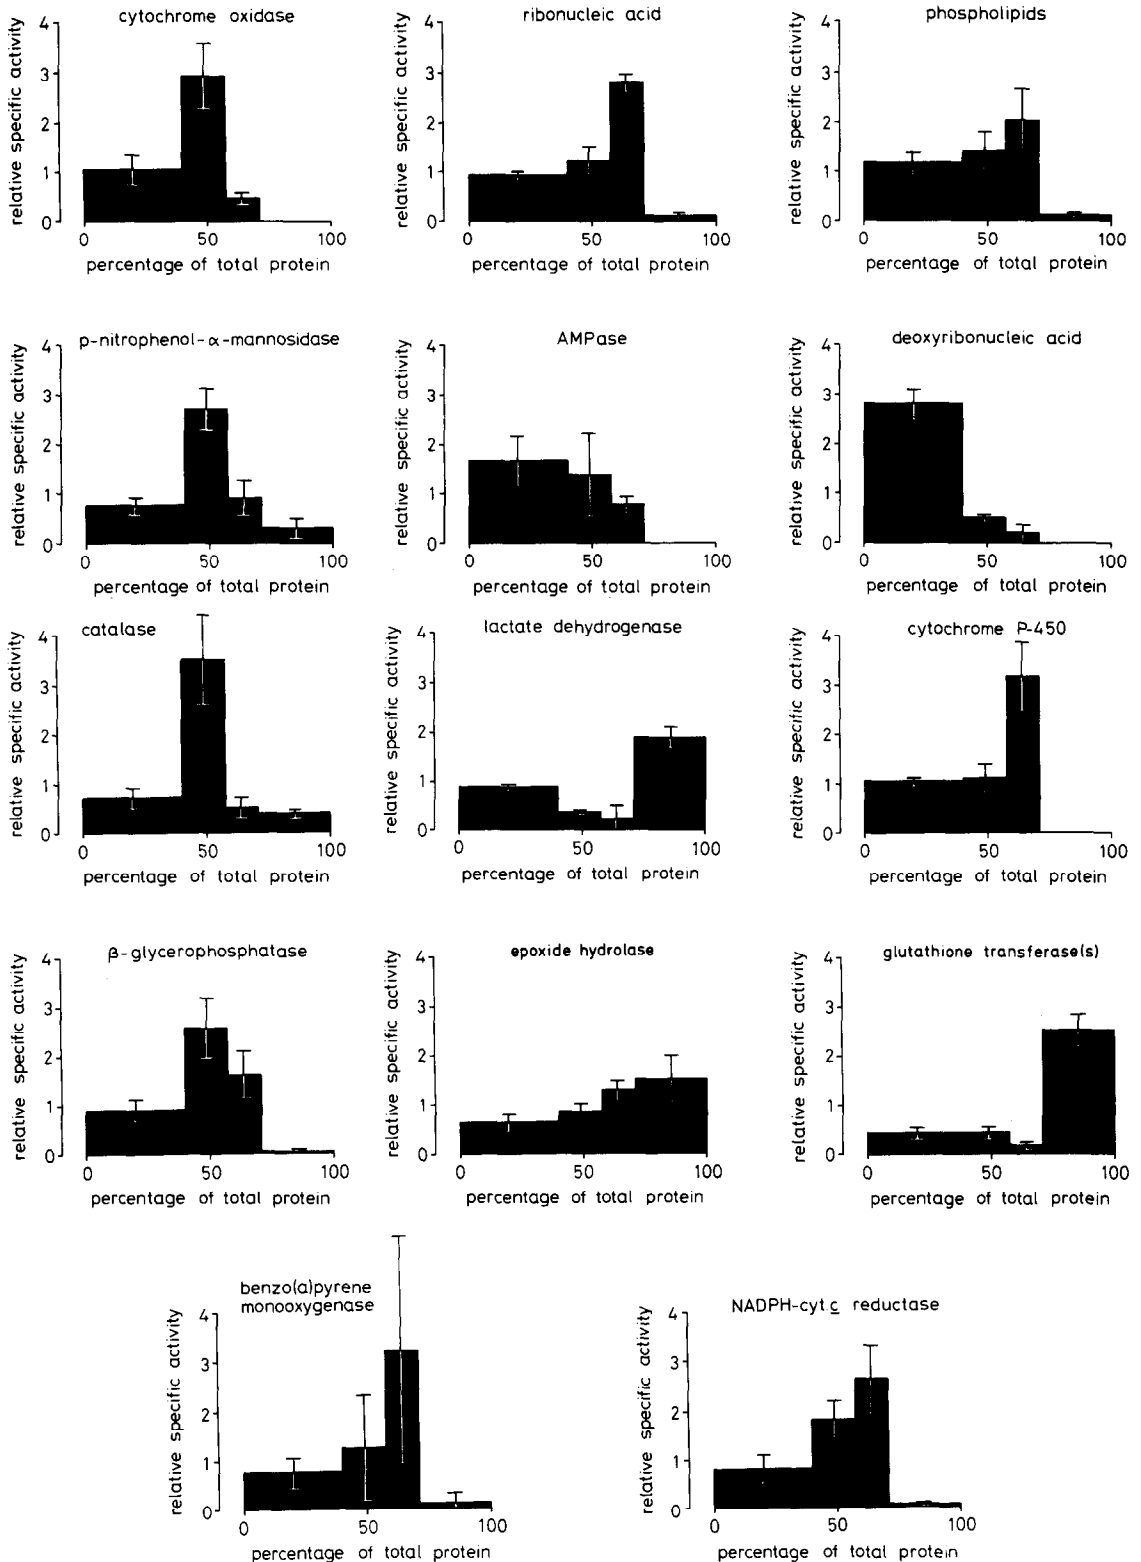 cytochrome oxidase
relative specific activity
4
3
2
1
0
0 50 100
percentage of total protein
ribonucleic acid
relative specific activity
4
3
2
1
0
0 50 100
percentage of total protein
phospholipids
relative specific activity
4
3
2
1
0
0 50 100
percentage of total protein
p-nitrophenol-α-mannosidase
relative specific activity
4
3
2
1
0
0 50 100
percentage of total protein
AMPase
relative specific activity
4
3
2
1
0
0 50 100
percentage of total protein
deoxyribonucleic acid
relative specific activity
4
3
2
1
0
0 50 100
percentage of total protein
catalase
relative specific activity
4
3
2
1
0
0 50 100
percentage of total protein
lactate dehydrogenase
relative specific activity
4
3
2
1
0
0 50 100
percentage of total protein
cytochrome P-450
relative specific activity
4
3
2
1
0
0 50 100
percentage of total protein
β-glycerophosphatase
relative specific activity
4
3
2
1
0
0 50 100
percentage of total protein
epoxide hydrolase
relative specific activity
4
3
2
1
0
0 50 100
percentage of total protein
glutathione transferase(s)
relative specific activity
4
3
2
1
0
0 50 100
percentage of total protein
benzo(a)pyrene
monooxygenase
relative specific activity
4
3
2
1
0
0 50 100
percentage of total protein
NADPH-cyt.c reductase
relative specific activity
4
3
2
1
0
0 50 100
percentage of total protein